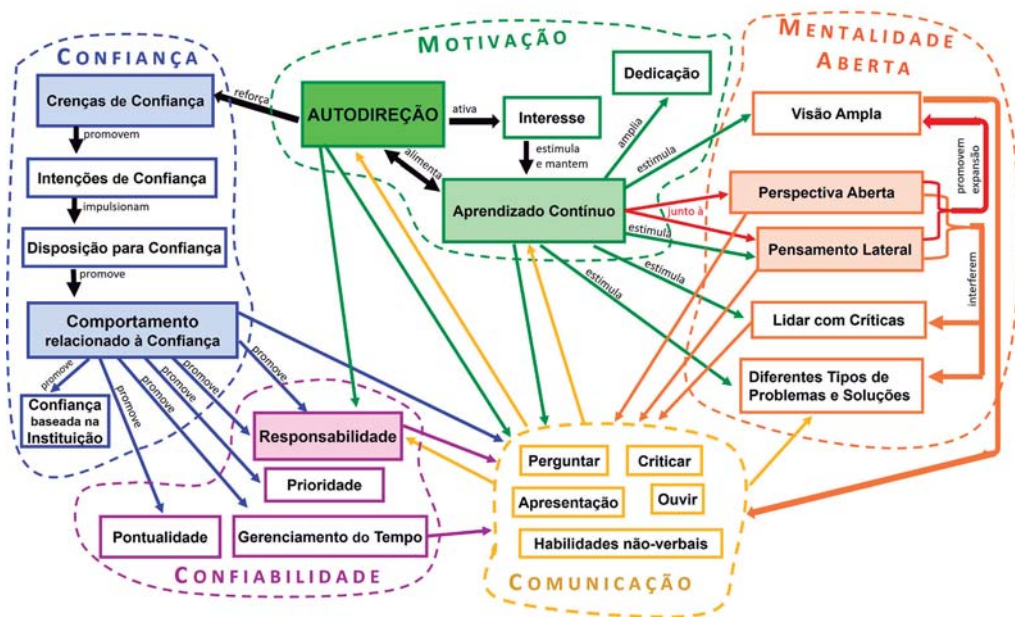 CONFIANÇA
Crenças de Confiança
promovem
Intenções de Confiança
impulsionam
Disposição para Confiança
promove
Comportamento
relacionado à Confiança
promove
promove
promove
promove
promove
promove
Confiança
baseada na
Instituição
reforça
MOTIVAÇÃO
AUTODIREÇÃO
ativa
Interesse
Dedicação
alimenta
estimula
e mantem
amplia
Aprendizado Contínuo
estimula
junto à
estimula
estimula
estimula
MENTALIDADE
ABERTA
Visão Ampla
promovem
expansão
Perspectiva Aberta
Pensamento Lateral
interferem
Lidar com Críticas
Diferentes Tipos de
Problemas e Soluções
Responsabilidade
Prioridade
Pontualidade
Gerenciamento do Tempo
CONFIABILIDADE
Perguntar
Criticar
Apresentação
Ouvir
Habilidades não-verbais
COMUNICAÇÃO